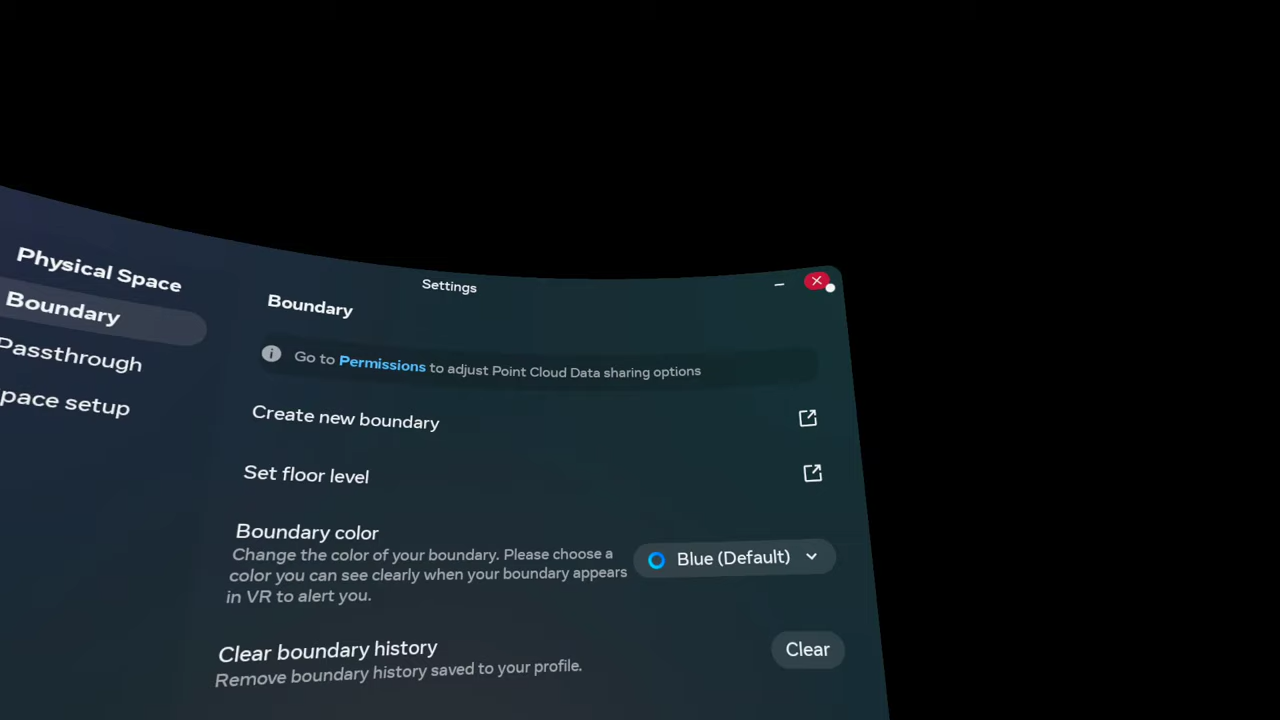 Settings
Physical Space
Boundary
Passthrough
pace setup
Boundary
Go to Permissions to adjust Point Cloud Data sharing options
Create new boundary
Set floor level
Boundary color
Change the color of your boundary. Please choose a
color you can see clearly when your boundary appears
in VR to alert you.
Blue (Default)
Clear boundary history
Remove boundary history saved to your profile.
Clear